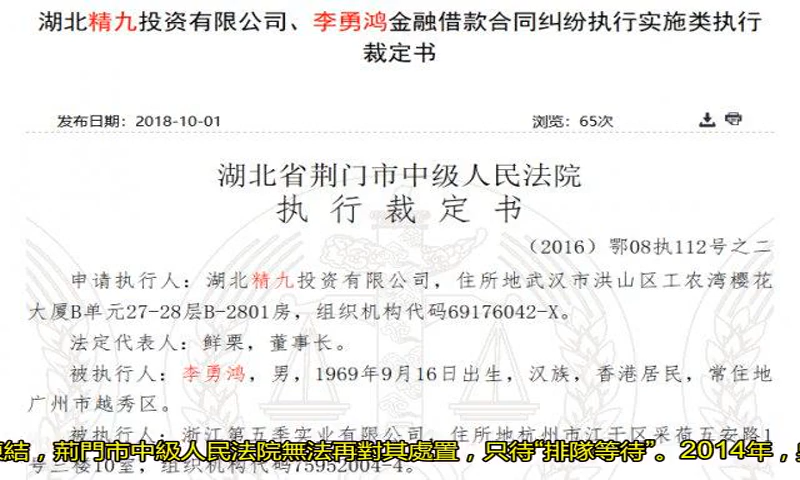 湖北精九投资有限公司、李勇鸿金融借款合同纠纷执行实施类执行
裁定书
发布日期：2018-10-01 浏览：65次
湖北省荆门市中级人民法院
执 行 裁 定 书
（2016）鄂08执112号之二
申请执行人：湖北精九投资有限公司，住所地武汉市洪山区工农湾樱花
大厦B单元27-28层B-2801房，组织机构代码69176042-X。
法定代表人：鲜栗，董事长。
被执行人：李勇鸿，男，1969年9月16日出生，汉族，香港居民，常住地
广州市越秀区。
被执行人：浙江第五季实业有限公司，住所地杭州市江干区采荷五安路1
結，荊門市中級人民法院無法再對其處置，只待“排隊等待”。2014年，
号三楼10室，组织机构代码75952004-4。